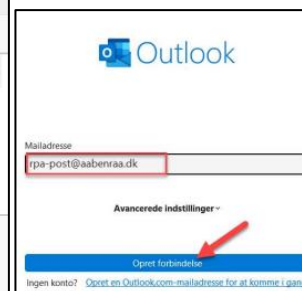 Outlook
Mailadresse
rpa-post@aabenraa.dk
Avancerede indstillinger
Opret forbindelse
Ingen konto? Opret en Outlook.com-mailadresse for at komme i gang